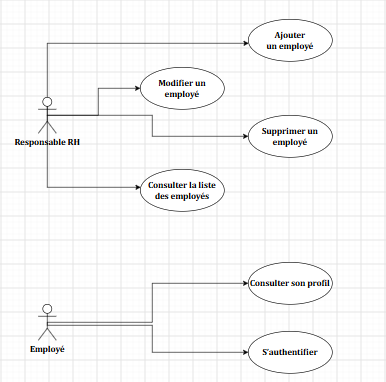 Ajouter
un employé
Modifier un
employé
Supprimer un
employé
Responsable RH
Consulter la liste
des employés
Consulter son profil
Employé
S'authentifier